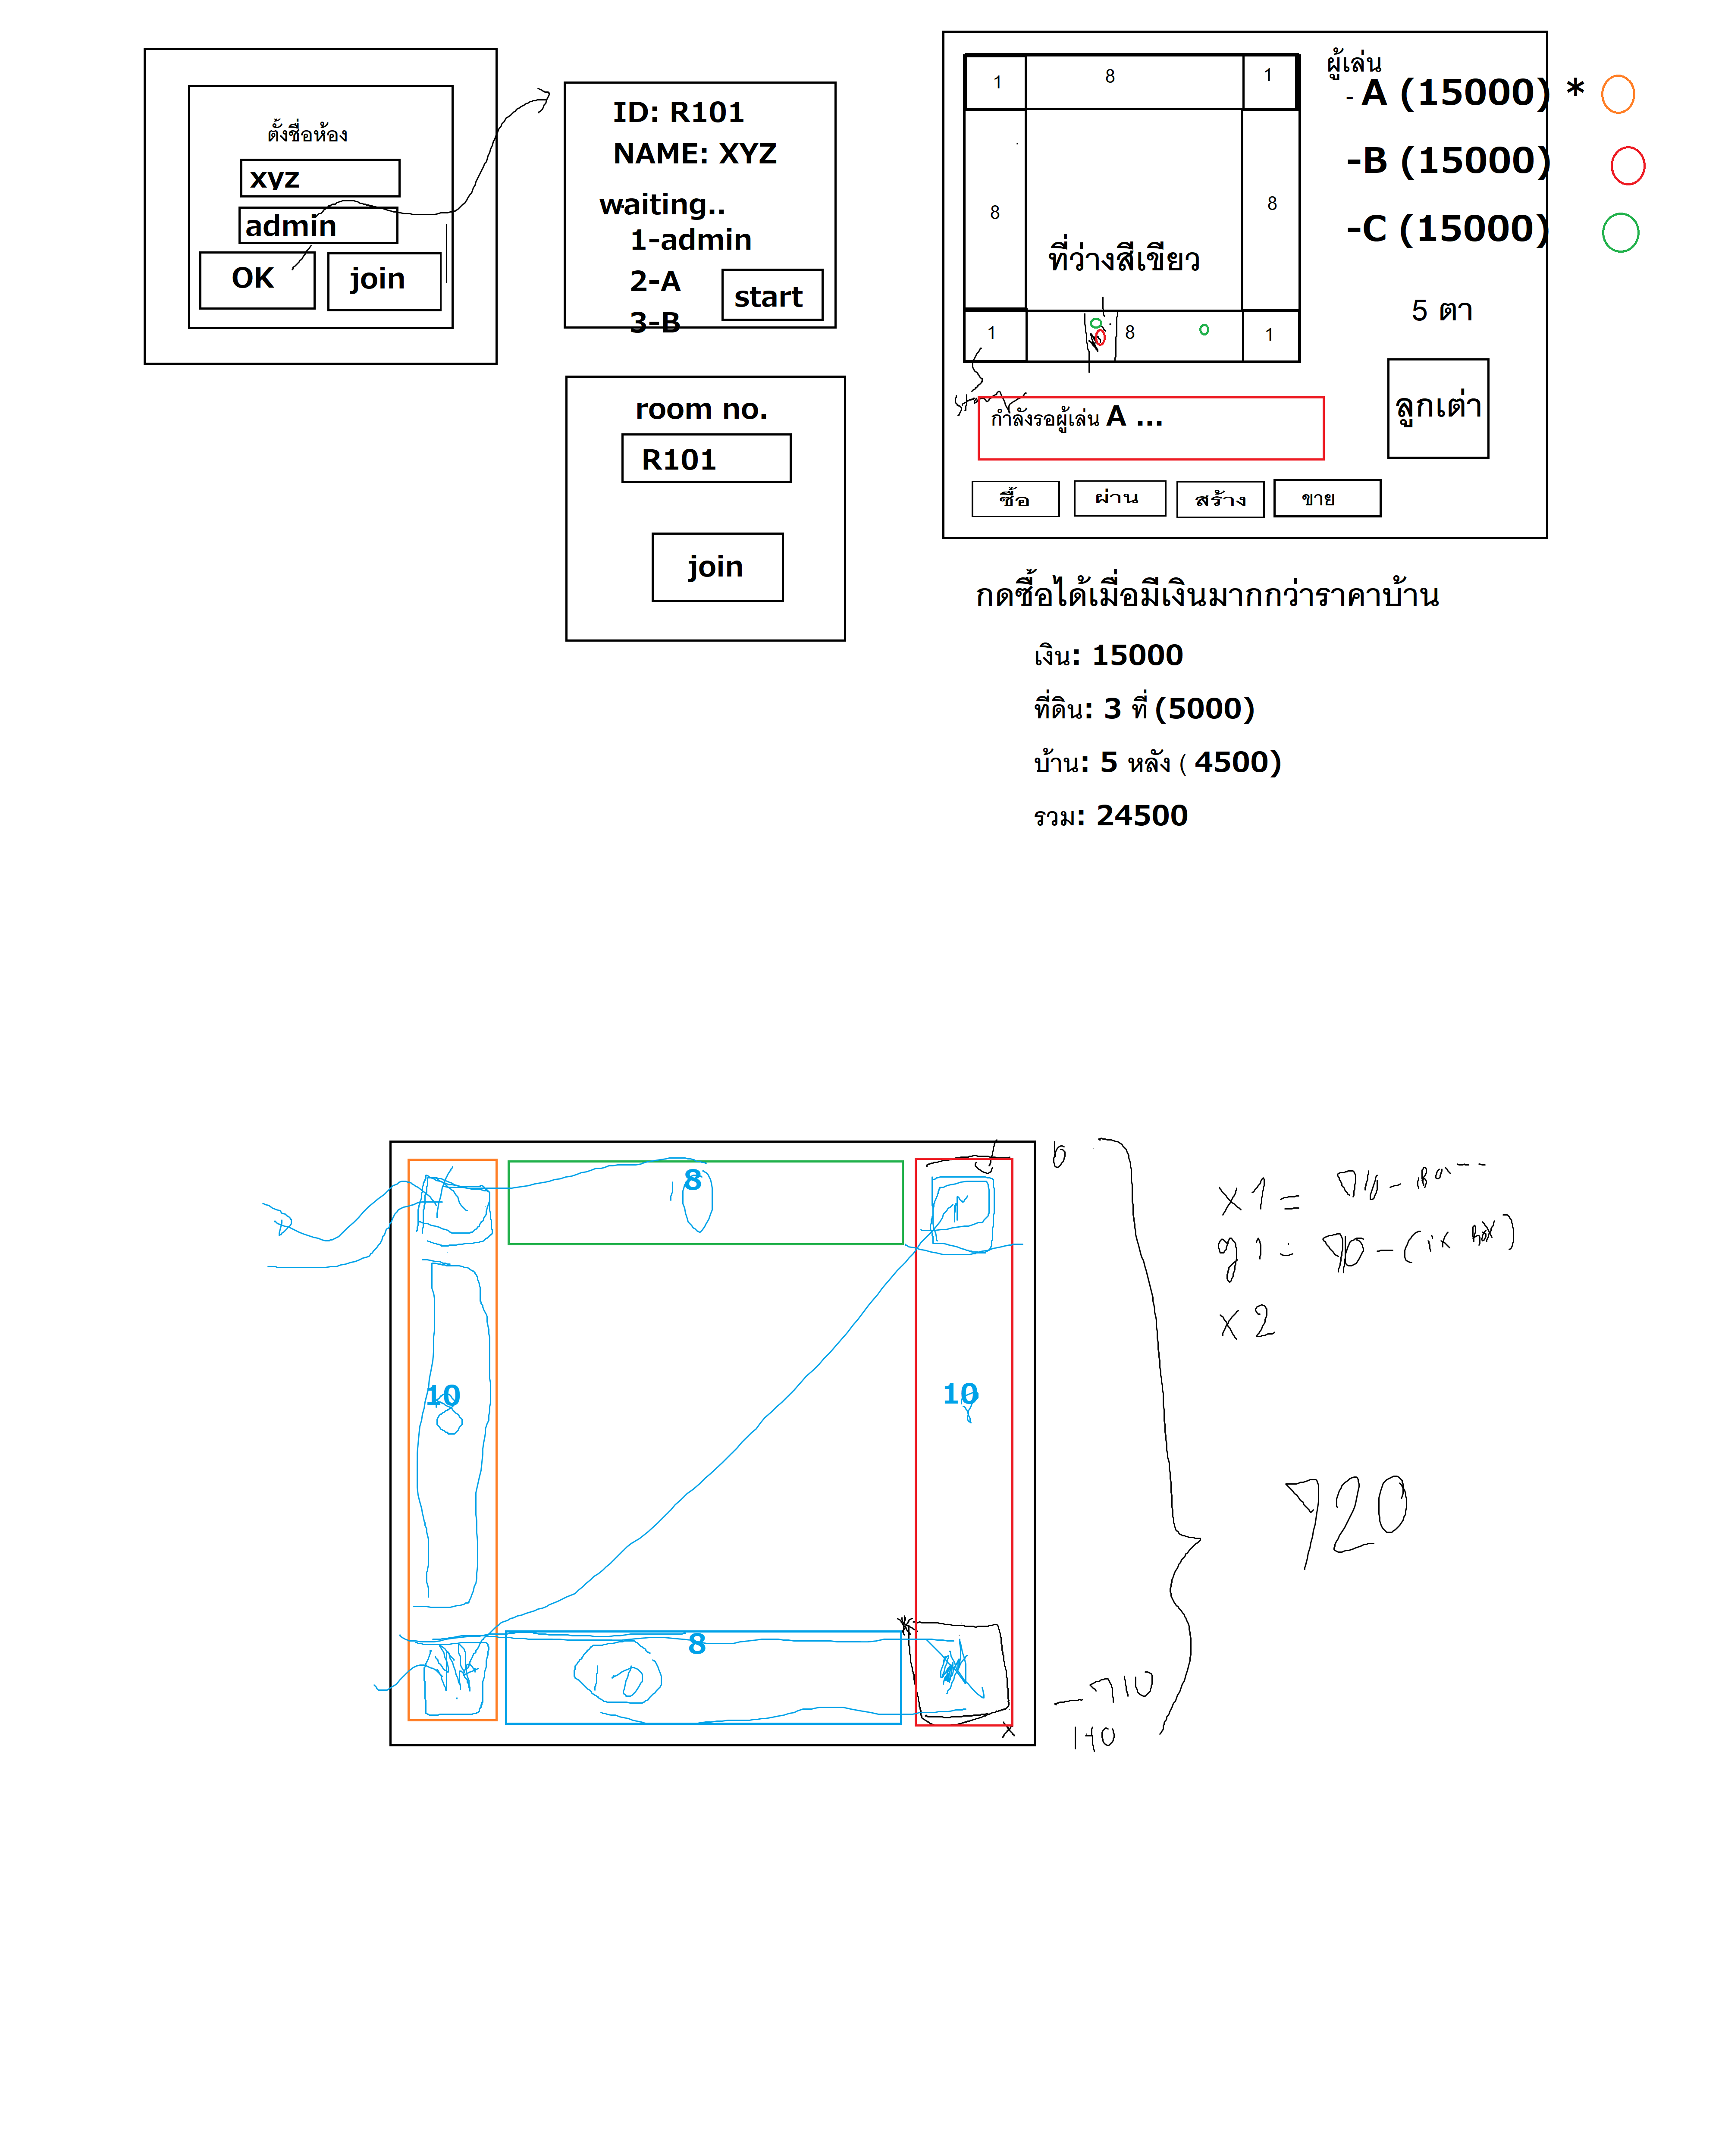 ตั้งชื่อห้อง
xyz
admin
OK
join
ID: R101
NAME: XYZ
waiting..
1-admin
2-A
3-B
start
room no.
R101
join
1
8
1
8
8
ที่ว่างสีเขียว
1
8
1
ผู้เล่น
- A (15000) *
-B (15000)
-C (15000)
5 ตา
ลูกเต่า
กำลังรอผู้เล่น A ...
ซื้อ
ผ่าน
สร้าง
ขาย
กดซื้อได้เมื่อมีเงินมากกว่าราคาบ้าน
เงิน: 15000
ที่ดิน: 3 ที่ (5000)
บ้าน: 5 หลัง ( 4500)
รวม: 24500
8
10
10
8
10
x 1 =
x 2
720
710
140